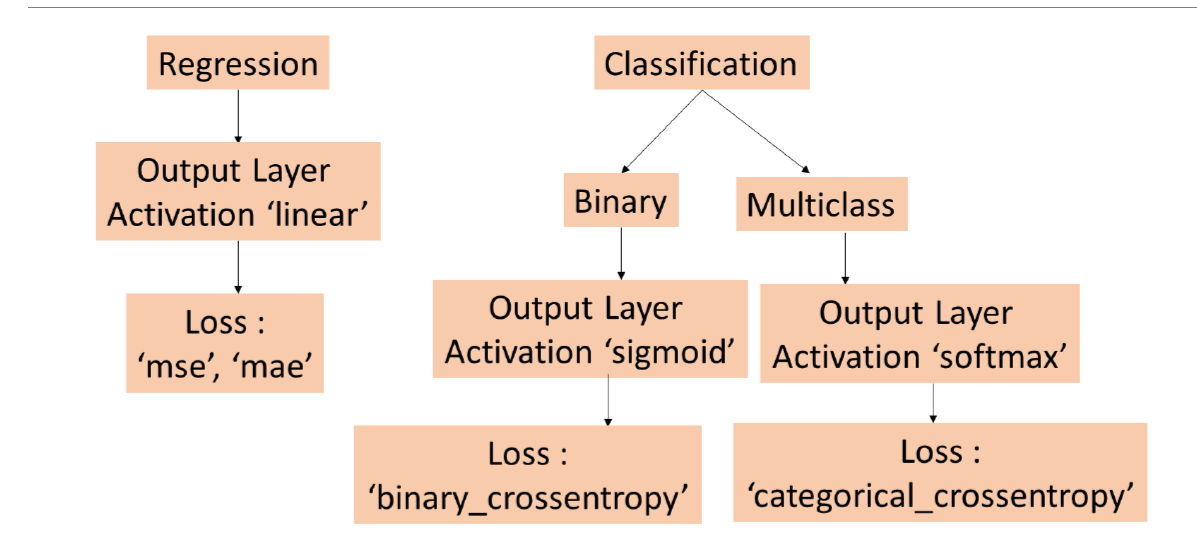 Regression
Output Layer
Activation ‘linear’
Loss :
‘mse’, ‘mae’
Classification
Binary
Output Layer
Activation ‘sigmoid’
Loss :
‘binary_crossentropy’
Multiclass
Output Layer
Activation ‘softmax’
Loss :
‘categorical_crossentropy’